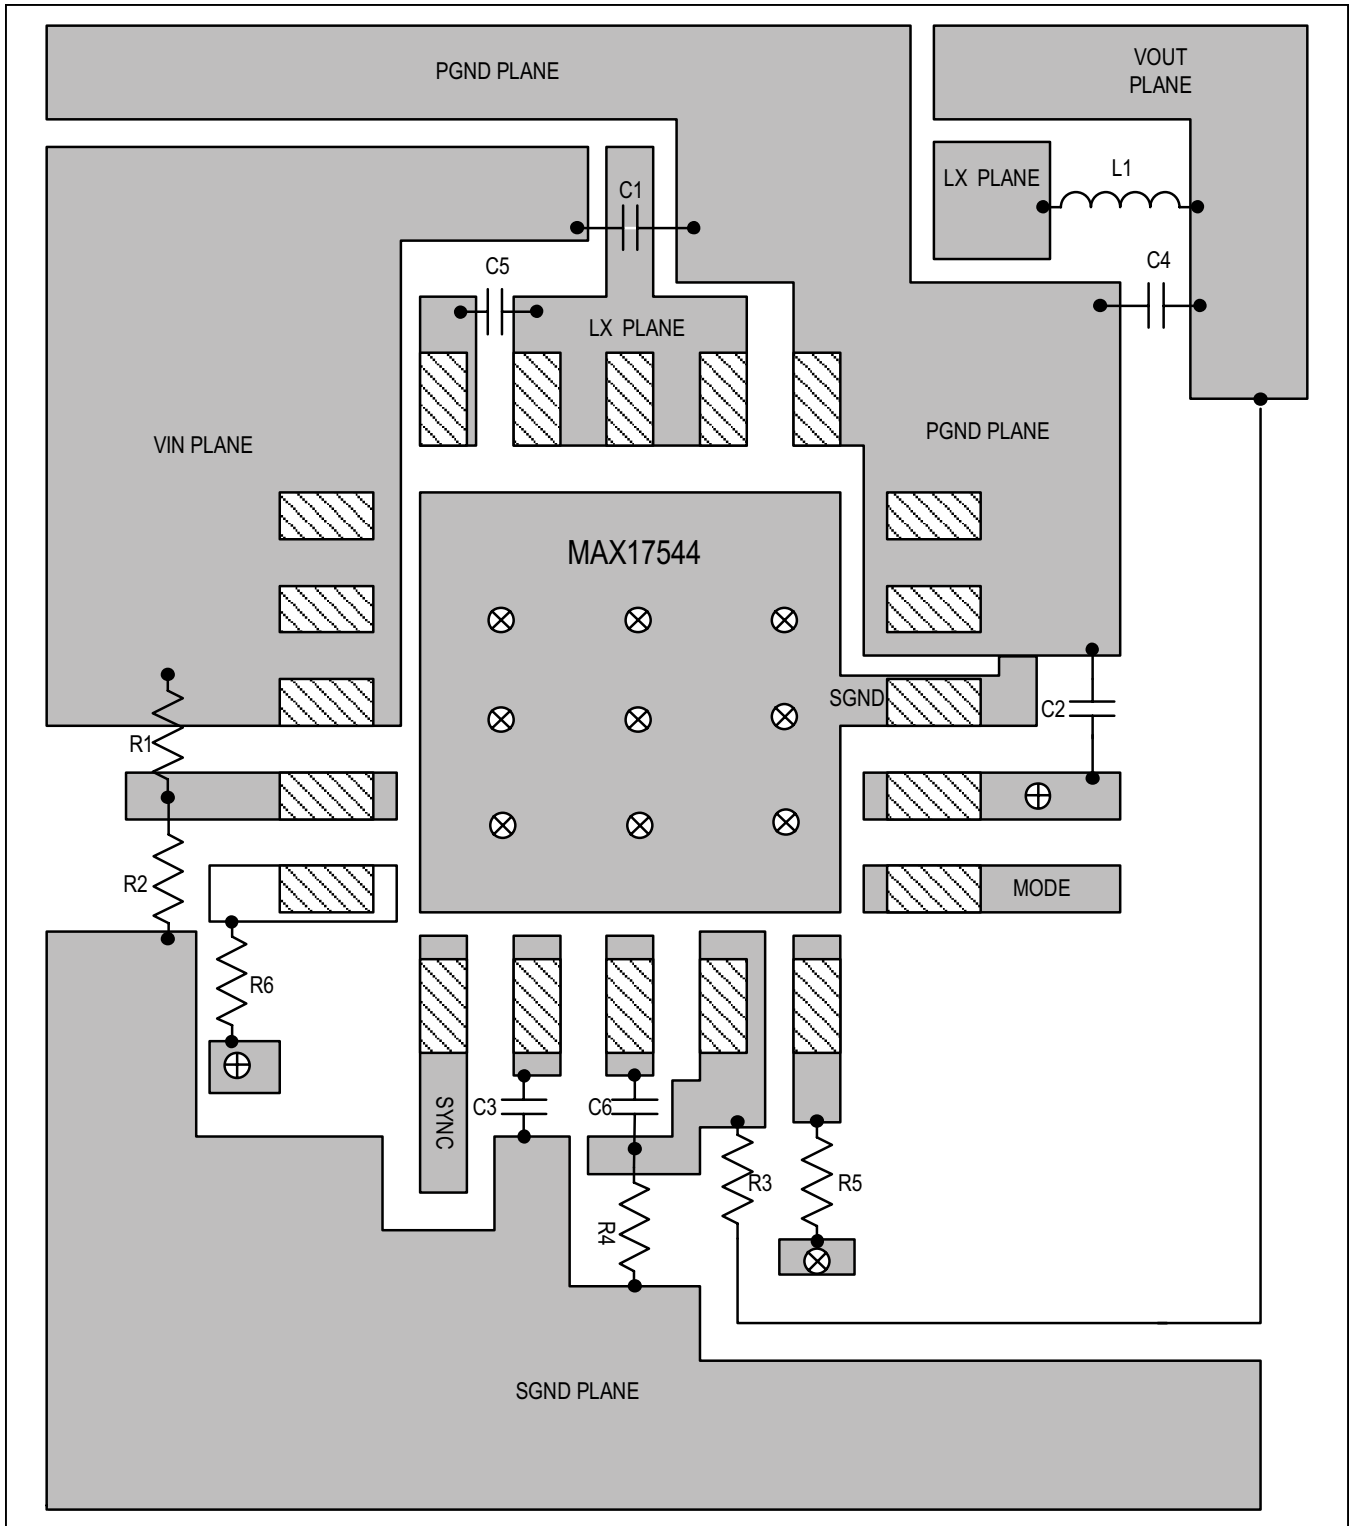 PGND PLANE
VOUT
PLANE
C1
LX PLANE
L1
C5
C4
LX PLANE
VIN PLANE
PGND PLANE
MAX17544
SGND
C2
R1
R2
MODE
R6
SYNC
C3
C6
R3
R5
R4
SGND PLANE